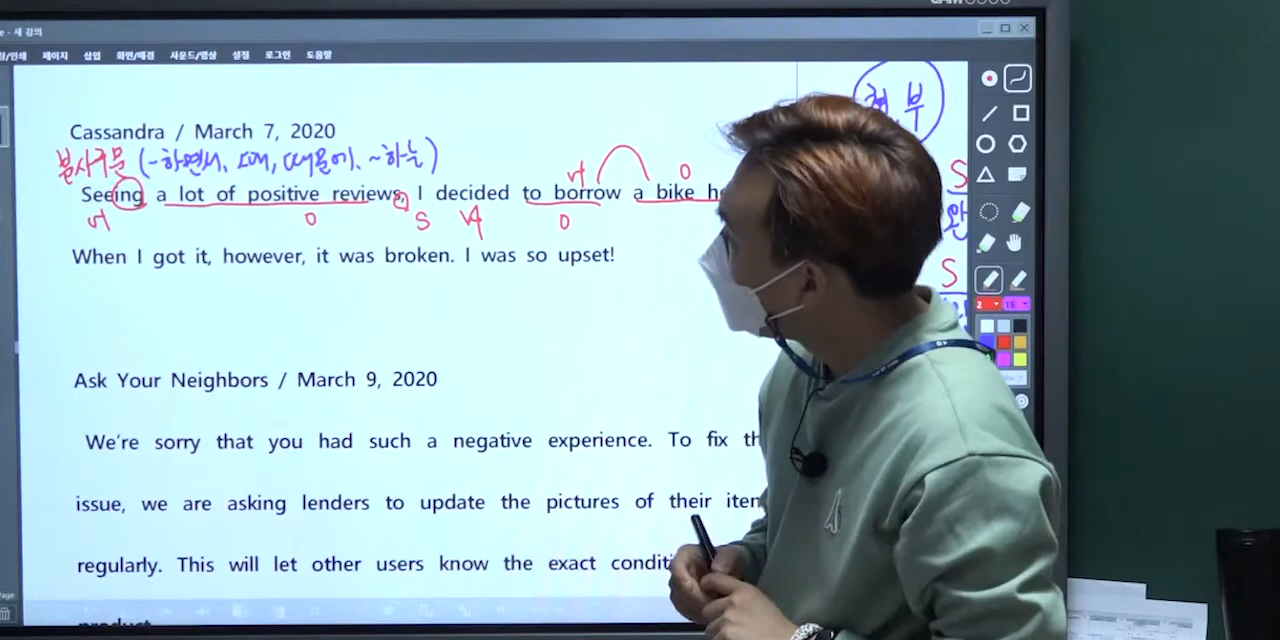 - 새 강의
페이지 삽입 화면/배경 사운드/영상 설정 로그인 도움말
Cassandra / March 7, 2020
분사구문 (~하면서, 때, 때문에, ~하는)
Seeing a lot of positive reviews, I decided to borrow a bike
vt O S vt O vt O
When I got it, however, it was broken. I was so upset!
부
S
S
Ask Your Neighbors / March 9, 2020
We're sorry that you had such a negative experience. To fix
issue, we are asking lenders to update the pictures of their
regularly. This will let other users know the exact
product